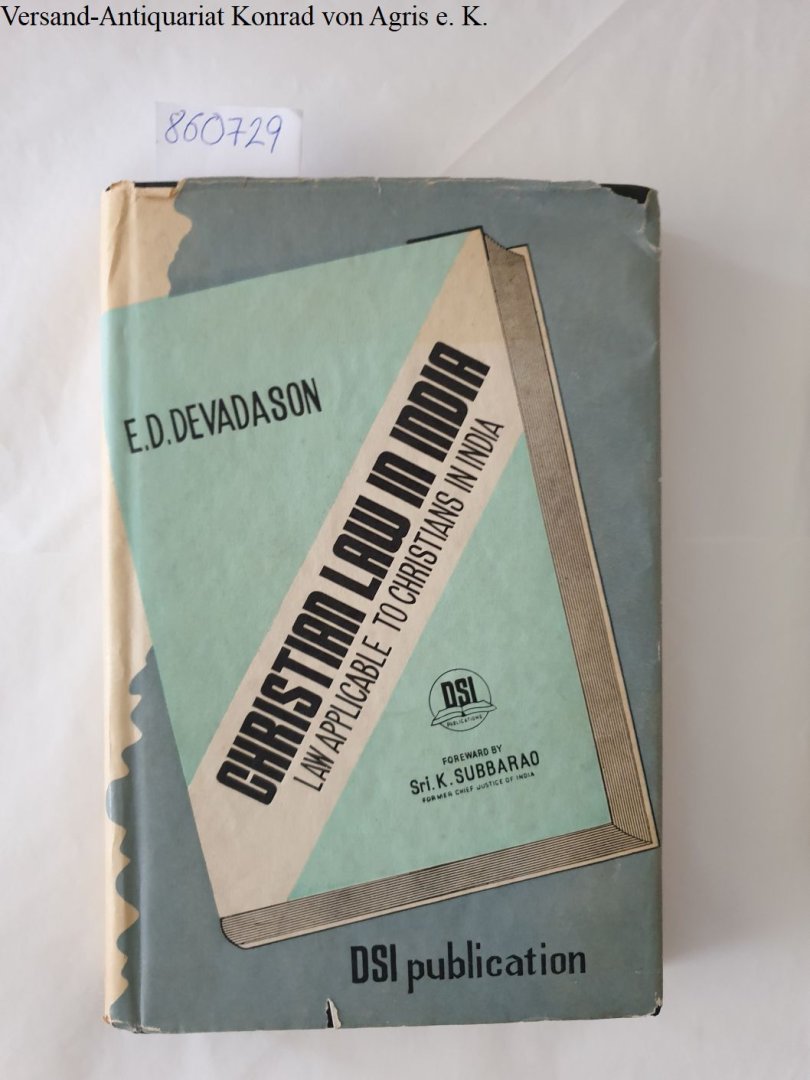 Versand-Antiquariat Konrad von Agris e. K.
860729
E.D. DEVADASON
CHRISTIAN LAW IN INDIA
LAW APPLICABLE TO CHRISTIANS IN INDIA
DSI
PUBLICATIONS
FOREWARD BY
Sri. K. SUBBARAO
FORMER CHIEF JUSTICE OF INDIA
DSI publication